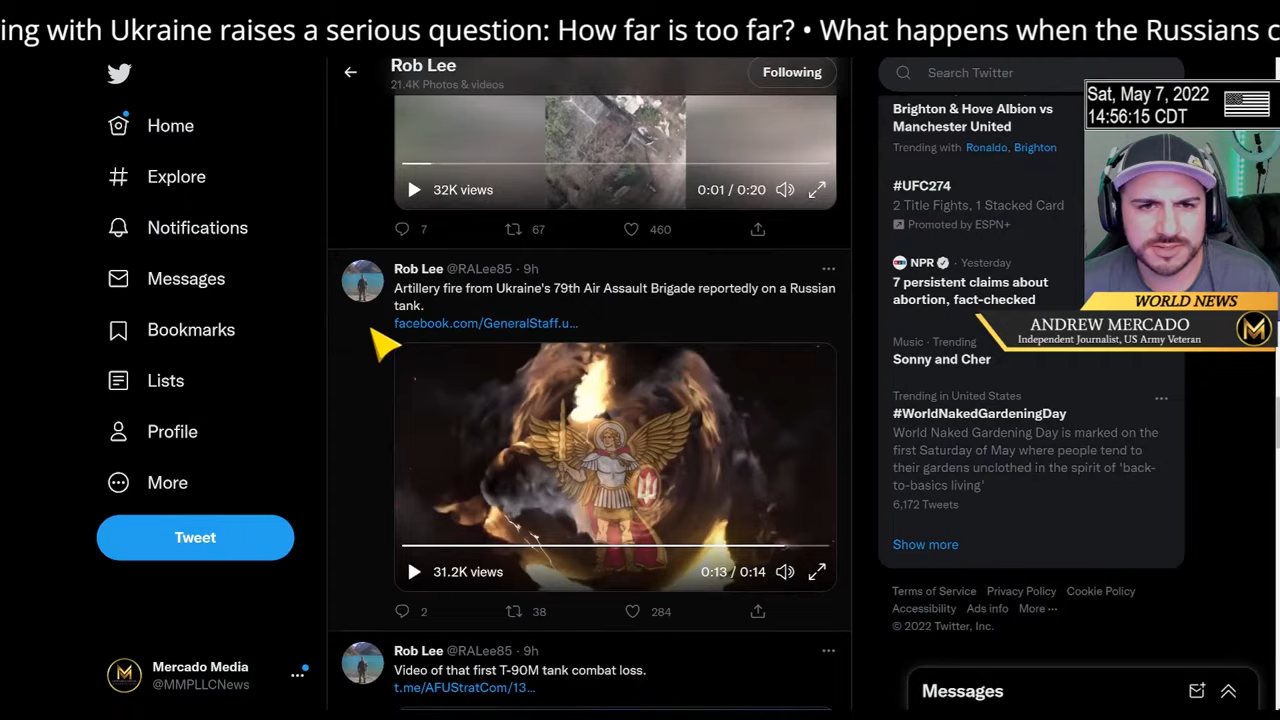 ing with Ukraine raises a serious question: How far is too far? • What happens when the Russians c
Rob Lee
21.4K Photos & videos
Following
Search Twitter
Home
Explore
Notifications
Messages
Bookmarks
Lists
Profile
More
Tweet
Mercado Media
@MMPLLCNews
32K views
0:01 / 0:20
7
67
460
Rob Lee @RALee85 · 9h
Artillery fire from Ukraine's 79th Air Assault Brigade reportedly on a Russian
tank.
facebook.com/GeneralStaff.u...
31.2K views
0:13 / 0:14
2
38
284
Rob Lee @RALee85 · 9h
Video of that first T-90M tank combat loss.
t.me/AFUStratCom/13...
Brighton & Hove Albion vs
Manchester United
Trending with Ronaldo, Brighton
#UFC274
2 Title Fights, 1 Stacked Card
Promoted by ESPN+
NPR · Yesterday
7 persistent claims about
abortion, fact-checked
Music · Trending
Sonny and Cher
Trending in United States
#WorldNakedGardeningDay
World Naked Gardening Day is marked on the
first Saturday of May where people tend to
their gardens unclothed in the spirit of 'back-
to-basics living'
6,172 Tweets
Show more
Terms of Service Privacy Policy Cookie Policy
Accessibility Ads info More ···
© 2022 Twitter, Inc.
Messages
Sat, May 7, 2022
14:56:15 CDT
WORLD NEWS
ANDREW MERCADO
Independent Journalist, US Army Veteran